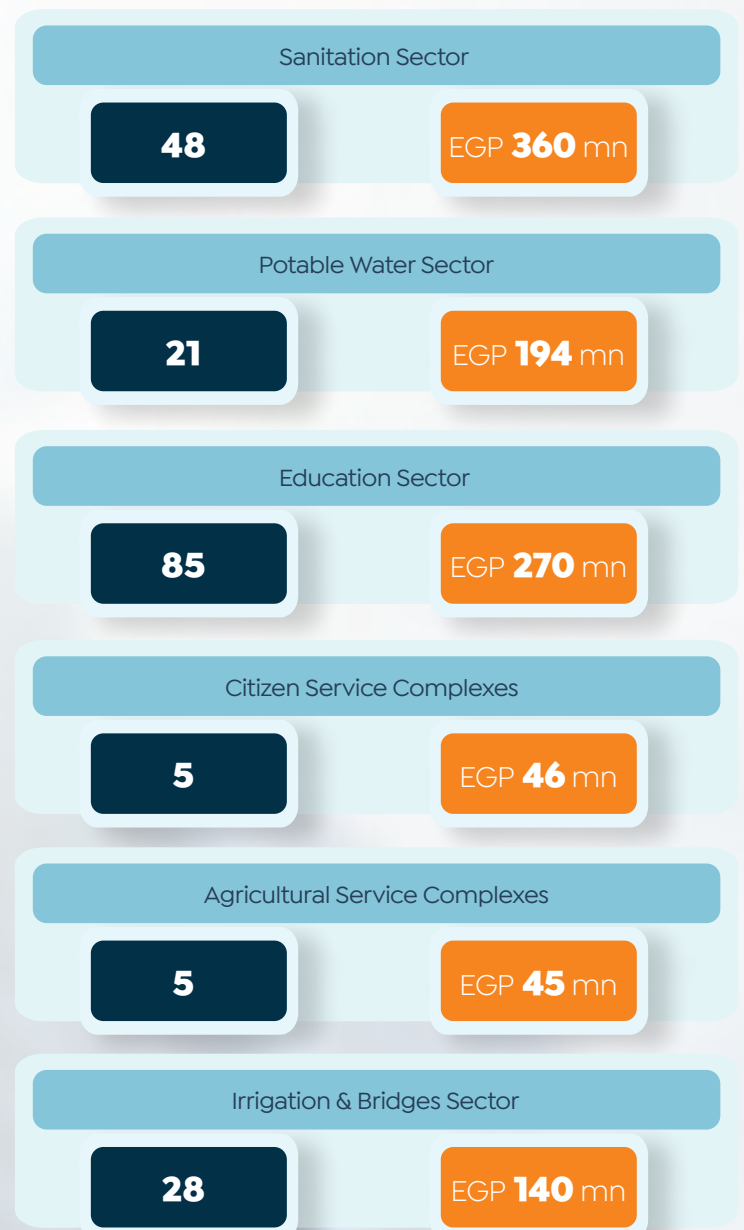 Sanitation Sector
48
EGP 360 mn
Potable Water Sector
21
EGP 194 mn
Education Sector
85
EGP 270 mn
Citizen Service Complexes
5
EGP 46 mn
Agricultural Service Complexes
5
EGP 45 mn
Irrigation & Bridges Sector
28
EGP 140 mn